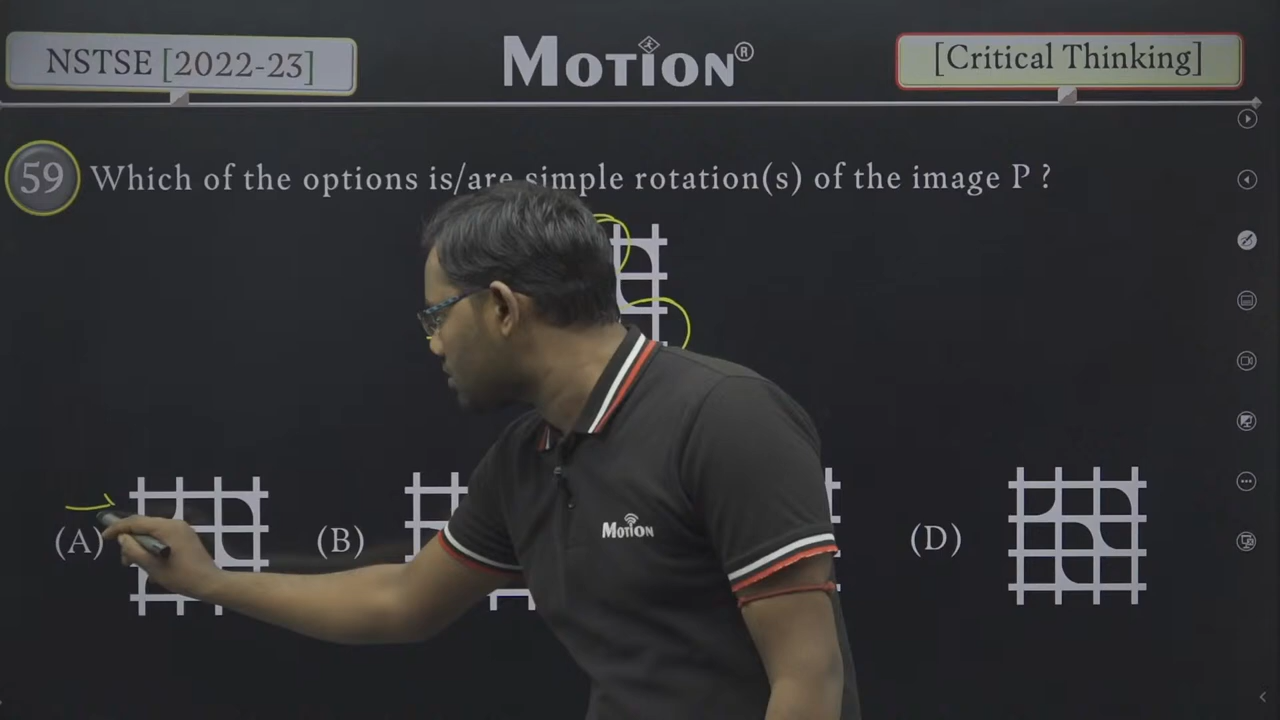 NSTSE [2022-23]
MOTION®
[Critical Thinking]
59 Which of the options is/are simple rotation(s) of the image P ?
MOTION
(A)
(B)
(D)